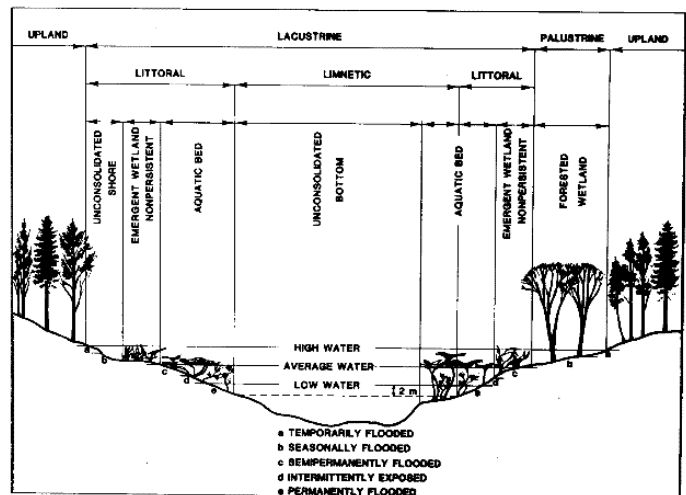 UPLAND LACUSTRINE PALUSTRINE UPLAND
LITTORAL LIMNETIC LITTORAL
UNCONSOLIDATED SHORE
EMERGENT WETLAND NONPERSISTENT
AQUATIC BED
UNCONSOLIDATED BOTTOM
AQUATIC BED
EMERGENT WETLAND NONPERSISTENT
FORESTED WETLAND
HIGH WATER
AVERAGE WATER
LOW WATER
2 m
a
b
c
d
e
e
d
c
b
a
a TEMPORARILY FLOODED
b SEASONALLY FLOODED
c SEMIPERMANENTLY FLOODED
d INTERMITTENTLY EXPOSED
e PERMANENTLY FLOODED